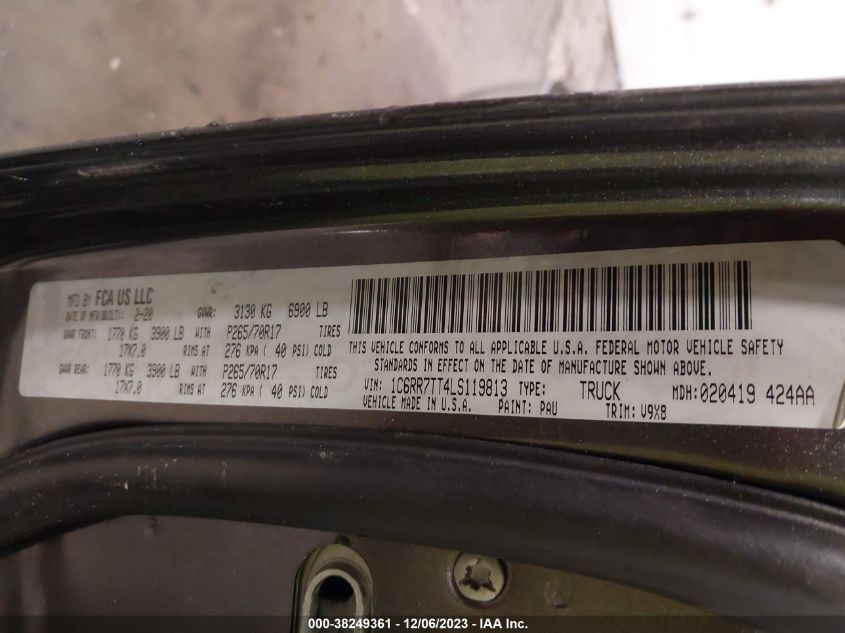 MFD BY FCA US LLC
DATE OF MFR(BUILT): 2-20 GVWR: 3130 KG 6900 LB
GAWR FRONT: 1770 KG 3900 LB WITH P265/70R17 TIRES
17X7.0 RIMS AT 276 KPA ( 40 PSI) COLD
GAWR REAR: 1770 KG 3900 LB WITH P265/70R17 TIRES
17X7.0 RIMS AT 276 KPA ( 40 PSI) COLD
THIS VEHICLE CONFORMS TO ALL APPLICABLE U.S.A. FEDERAL MOTOR VEHICLE SAFETY
STANDARDS IN EFFECT ON THE DATE OF MANUFACTURE SHOWN ABOVE.
VIN: 1C6RR7TT4LS119813 TYPE: TRUCK MDH: 020419 424AA
VEHICLE MADE IN U.S.A. PAINT: PAU TRIM: V9X8
000-38249361 - 12/06/2023 - IAA Inc.